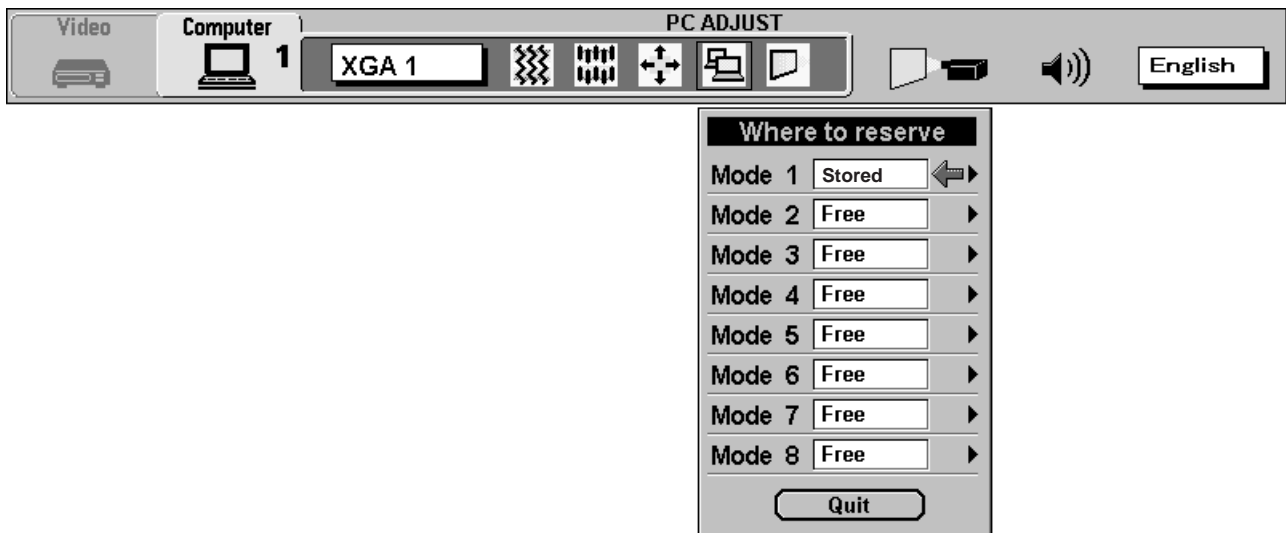 Video
Computer
1
PC ADJUST
XGA 1
English
Where to reserve
Mode 1 Stored
Mode 2 Free
Mode 3 Free
Mode 4 Free
Mode 5 Free
Mode 6 Free
Mode 7 Free
Mode 8 Free
Quit